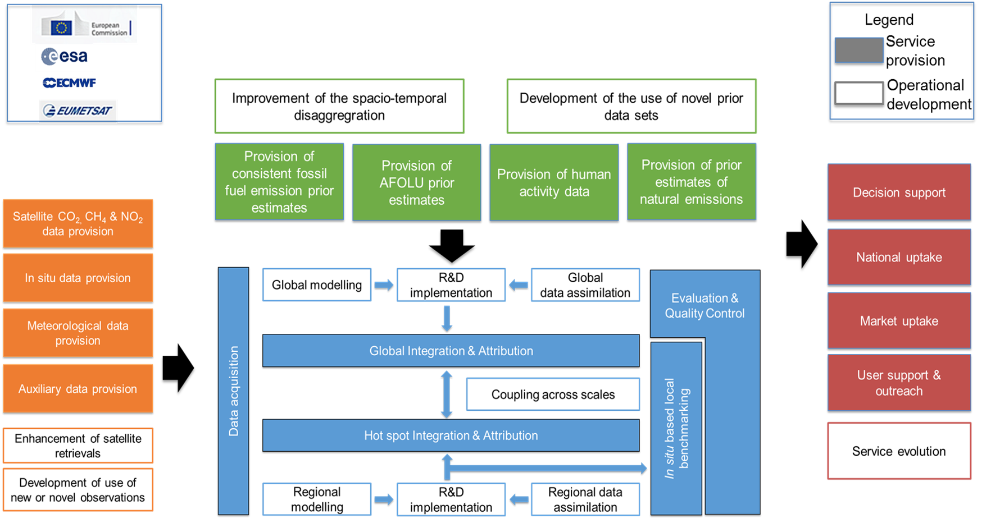 European
Commission
esa
ECMWF
EUMETSAT
Legend
Service
provision
Operational
development
Improvement of the spacio-temporal
disaggregration
Development of the use of novel prior
data sets
Provision of
consistent fossil
fuel emission prior
estimates
Provision of
AFOLU prior
estimates
Provision of human
activity data
Provision of prior
estimates of
natural emissions
Satellite CO2, CH4 & NO2
data provision
In situ data provision
Meteorological data
provision
Auxiliary data provision
Enhancement of satellite
retrievals
Development of use of
new or novel observations
Data acquisition
Global modelling
R&D
implementation
Global
data assimilation
Global Integration & Attribution
Coupling across scales
Hot spot Integration & Attribution
Regional
modelling
R&D
implementation
Regional data
assimilation
Evaluation &
Quality Control
In situ based local
benchmarking
Decision support
National uptake
Market uptake
User support &
outreach
Service evolution